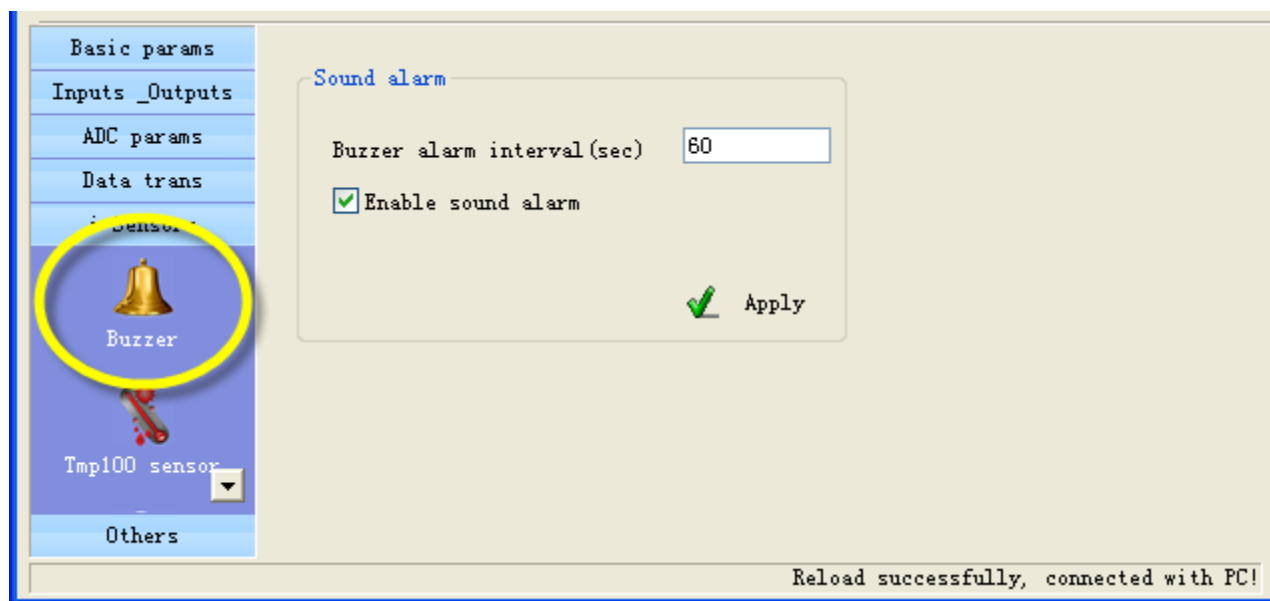 Basic params
Inputs _Outputs
ADC params
Data trans
Buzzer
Tmp100 sensor
Others
Sound alarm
Buzzer alarm interval(sec)
60
Enable sound alarm
Apply
Reload successfully, connected with PC!